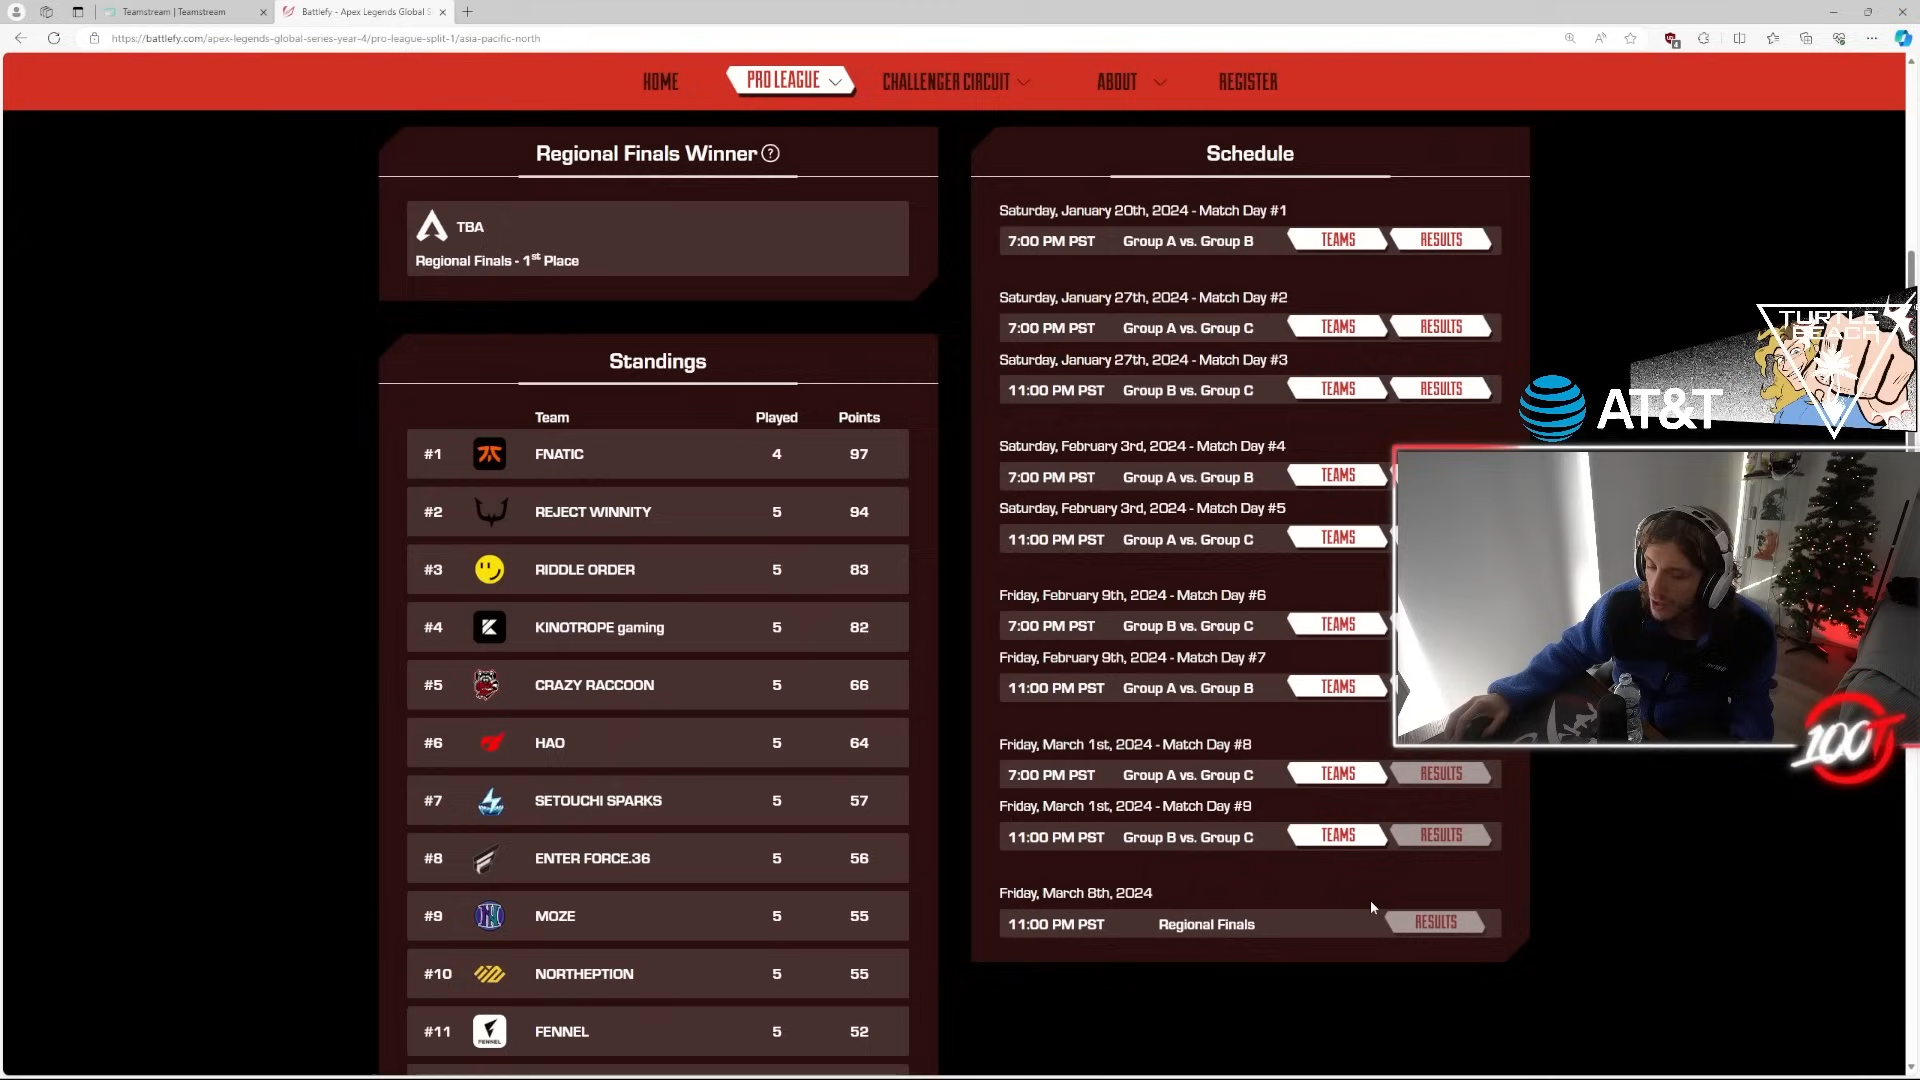 Teamstream | Teamstream
Battlefy - Apex Legends Global S
https://battlefy.com/apex-legends-global-series-year-4/pro-league-split-1/asia-pacific-north
HOME
PRO LEAGUE
CHALLENGER CIRCUIT
ABOUT
REGISTER
Regional Finals Winner ?
TBA
Regional Finals - 1st Place
Standings
Team Played Points
#1 FNATIC 4 97
#2 REJECT WINNITY 5 94
#3 RIDDLE ORDER 5 83
#4 KINOTROPE gaming 5 82
#5 CRAZY RACCOON 5 66
#6 HAO 5 64
#7 SETOUCHI SPARKS 5 57
#8 ENTER FORCE.36 5 56
#9 MOZE 5 55
#10 NORTHEPTION 5 55
#11 FENNEL FENNEL 5 52
Schedule
Saturday, January 20th, 2024 - Match Day #1
7:00 PM PST Group A vs. Group B TEAMS RESULTS
Saturday, January 27th, 2024 - Match Day #2
7:00 PM PST Group A vs. Group C TEAMS RESULTS
Saturday, January 27th, 2024 - Match Day #3
11:00 PM PST Group B vs. Group C TEAMS RESULTS
Saturday, February 3rd, 2024 - Match Day #4
7:00 PM PST Group A vs. Group B TEAMS
Saturday, February 3rd, 2024 - Match Day #5
11:00 PM PST Group A vs. Group C TEAMS
Friday, February 9th, 2024 - Match Day #6
7:00 PM PST Group B vs. Group C TEAMS
Friday, February 9th, 2024 - Match Day #7
11:00 PM PST Group A vs. Group B TEAMS
Friday, March 1st, 2024 - Match Day #8
7:00 PM PST Group A vs. Group C TEAMS RESULTS
Friday, March 1st, 2024 - Match Day #9
11:00 PM PST Group B vs. Group C TEAMS RESULTS
Friday, March 8th, 2024
11:00 PM PST Regional Finals RESULTS
TURTLE
BEACH
AT&T
100T